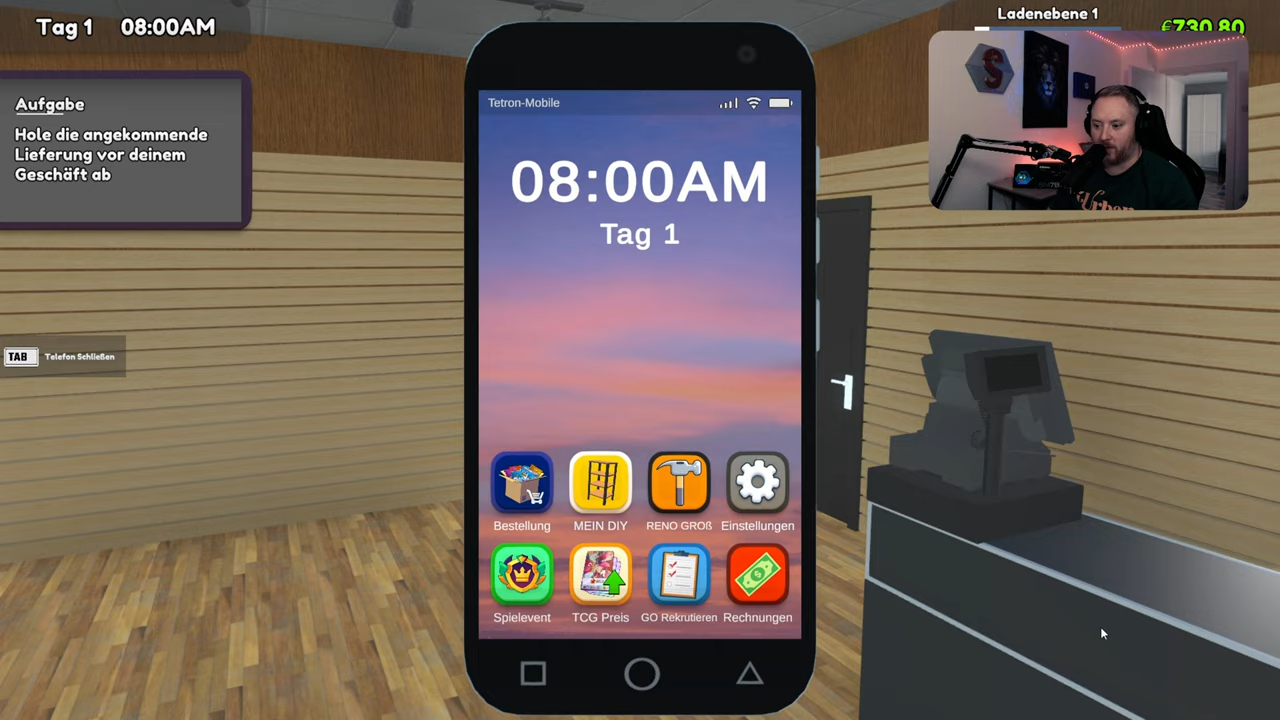 Tag 1 08:00AM
Ladenebene 1
€730.80
Aufgabe
Hole die angekommende
Lieferung vor deinem
Geschäft ab
TAB Telefon Schließen
Tetron-Mobile
08:00AM
Tag 1
Bestellung MEIN DIY RENO GROß Einstellungen
Spielevent TCG Preis GO Rekrutieren Rechnungen